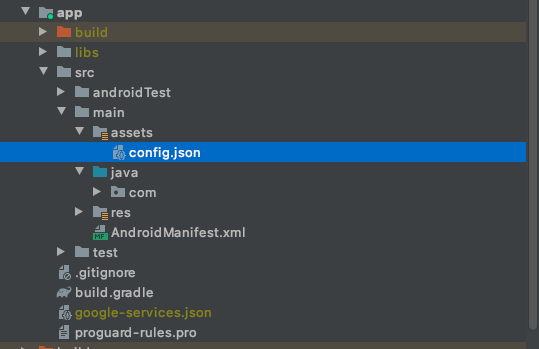 app
build
libs
src
androidTest
main
assets
config.json
java
com
res
AndroidManifest.xml
test
.gitignore
build.gradle
google-services.json
proguard-rules.pro